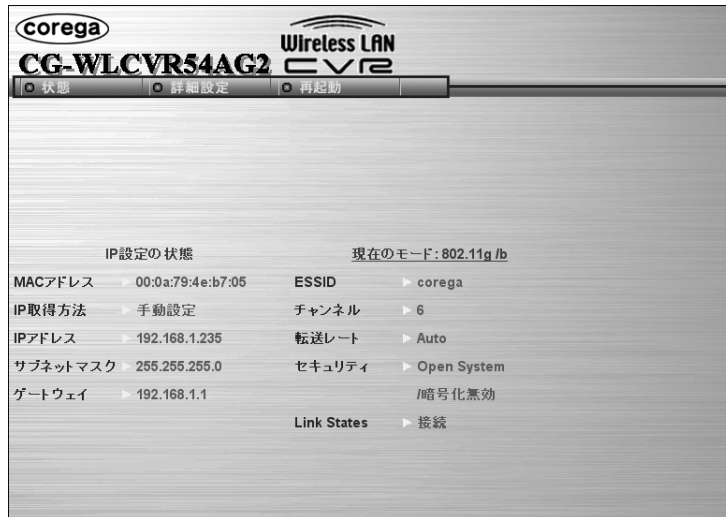 corega
Wireless LAN
CVR
CG-WLCVR54AG2
状態 詳細設定 再起動
IP設定の状態
MACアドレス 00:0a:79:4e:b7:05
IP取得方法 手動設定
IPアドレス 192.168.1.235
サブネットマスク 255.255.255.0
ゲートウェイ 192.168.1.1
現在のモード:802.11g /b
ESSID corega
チャンネル 6
転送レート Auto
セキュリティ Open System
/暗号化無効
Link States 接続